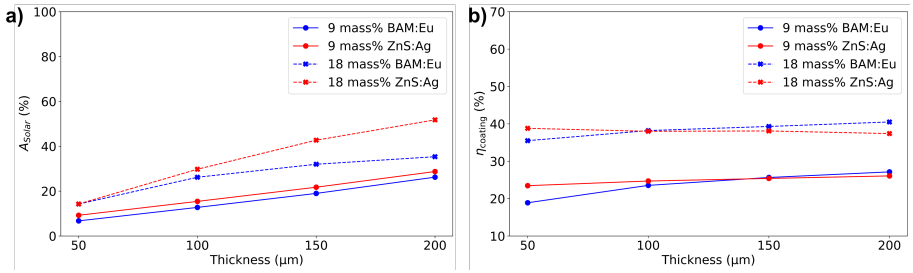 a)
100
80
60
40
20
0
A_Solar (%)
50 100 150 200
Thickness (μm)
9 mass% BAM:Eu
9 mass% ZnS:Ag
18 mass% BAM:Eu
18 mass% ZnS:Ag
b)
70
60
50
40
30
20
10
η_coating (%)
50 100 150 200
Thickness (μm)
9 mass% BAM:Eu
9 mass% ZnS:Ag
18 mass% BAM:Eu
18 mass% ZnS:Ag